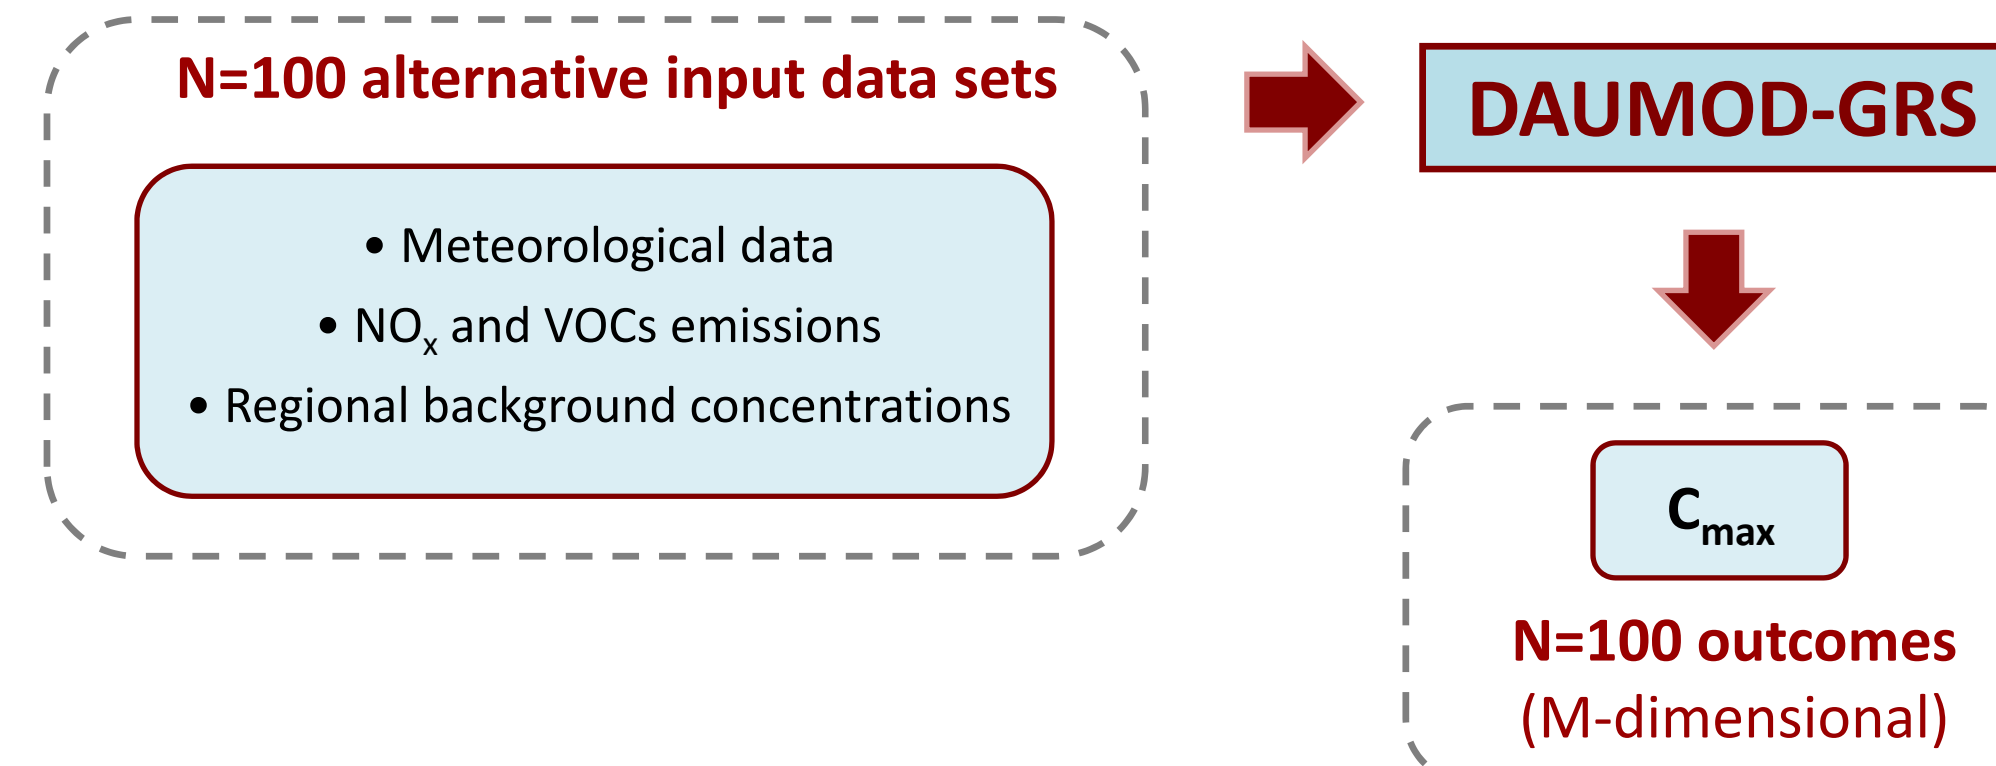 N=100 alternative input data sets
• Meteorological data
• NOₓ and VOCs emissions
• Regional background concentrations
DAUMOD-GRS
Cmax
N=100 outcomes
(M-dimensional)